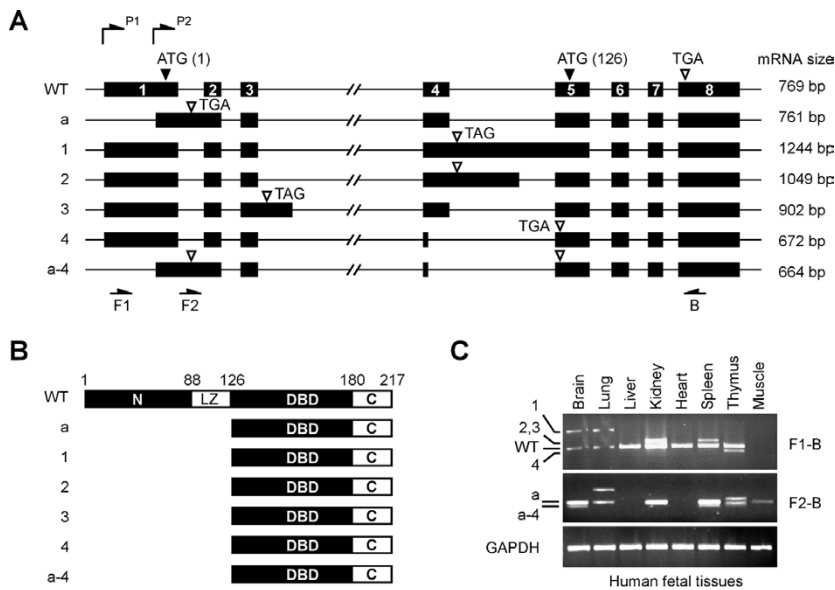 A
P1 P2
ATG (1) ATG (126) TGA mRNA size
WT 1 2 3 4 5 6 7 8 769 bp
a TGA 761 bp
1 TAG 1244 bp
2 1049 bp
3 TAG 902 bp
4 TGA 672 bp
a-4 664 bp
F1 F2 B
B
1 88 126 180 217
WT N LZ DBD C
a DBD C
1 DBD C
2 DBD C
3 DBD C
4 DBD C
a-4 DBD C
C
Brain Lung Liver Kidney Heart Spleen Thymus Muscle
1
2,3
WT
4
F1-B
a
a-4
F2-B
GAPDH
Human fetal tissues